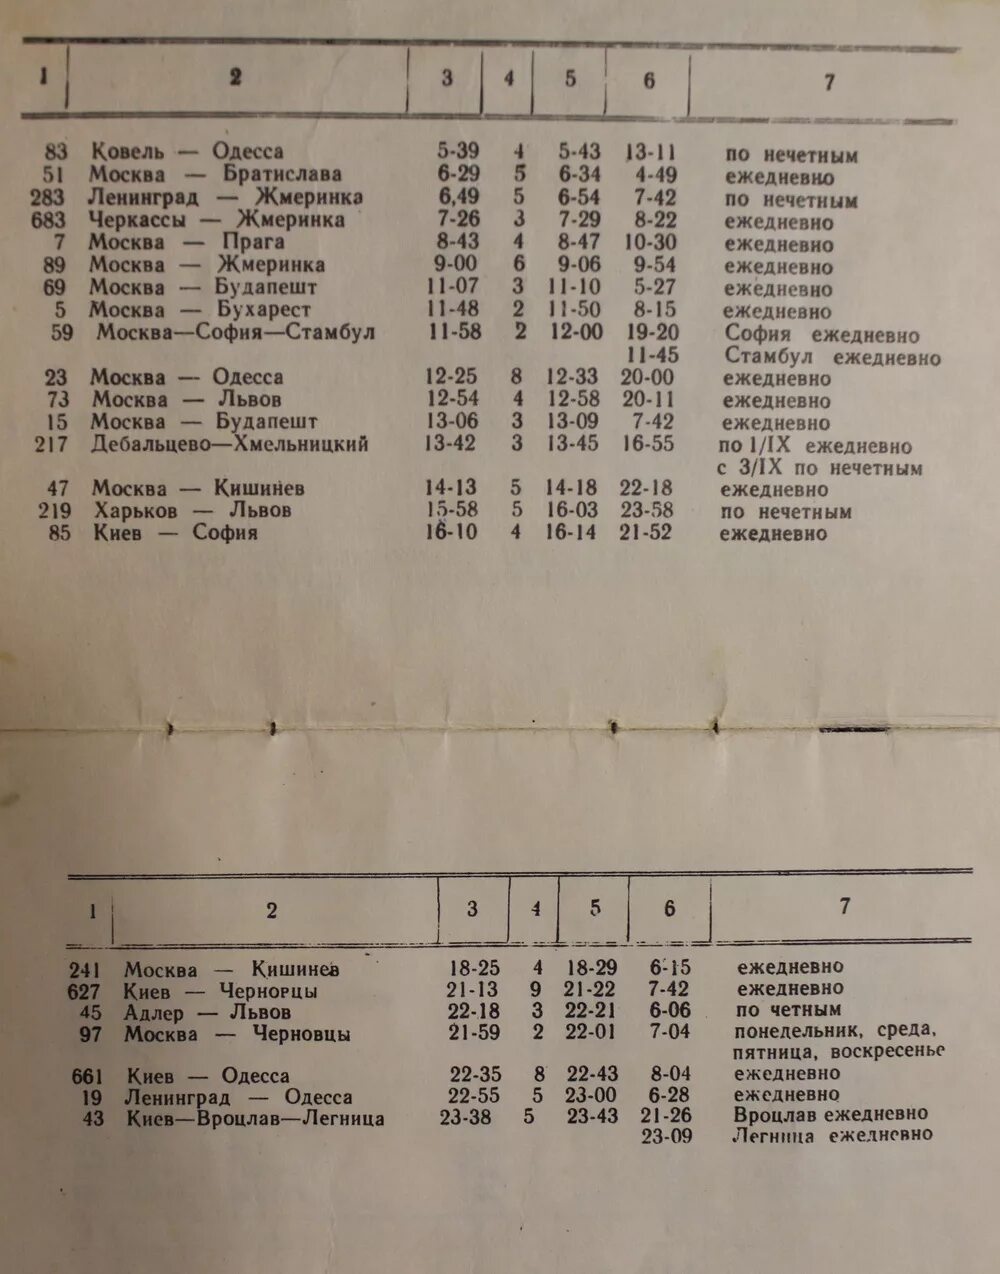 1 2 3 4 5 6 7
83 Ковель — Одесса 5-39 4 5-43 13-11 по нечетным
51 Москва — Братислава 6-29 5 6-34 4-49 ежедневно
283 Ленинград — Жмеринка 6,49 5 6-54 7-42 по нечетным
683 Черкассы — Жмеринка 7-26 3 7-29 8-22 ежедневно
7 Москва — Прага 8-43 4 8-47 10-30 ежедневно
89 Москва — Жмеринка 9-00 6 9-06 9-54 ежедневно
69 Москва — Будапешт 11-07 3 11-10 5-27 ежедневно
5 Москва — Бухарест 11-48 2 11-50 8-15 ежедневно
59 Москва—София—Стамбул 11-58 2 12-00 19-20 София ежедневно
11-45 Стамбул ежедневно
23 Москва — Одесса 12-25 8 12-33 20-00 ежедневно
73 Москва — Львов 12-54 4 12-58 20-11 ежедневно
15 Москва — Будапешт 13-06 3 13-09 7-42 ежедневно
217 Дебальцево—Хмельницкий 13-42 3 13-45 16-55 по 1/IX ежедневно
с 3/IX по нечетным
47 Москва — Кишинев 14-13 5 14-18 22-18 ежедневно
219 Харьков — Львов 15-58 5 16-03 23-58 по нечетным
85 Киев — София 16-10 4 16-14 21-52 ежедневно
1 2 3 4 5 6 7
241 Москва — Кишинев 18-25 4 18-29 6-15 ежедневно
627 Киев — Чернорцы 21-13 9 21-22 7-42 ежедневно
45 Адлер — Львов 22-18 3 22-21 6-06 по четным
97 Москва — Черновцы 21-59 2 22-01 7-04 понедельник, среда,
пятница, воскресенье
661 Киев — Одесса 22-35 8 22-43 8-04 ежедневно
19 Ленинград — Одесса 22-55 5 23-00 6-28 ежедневно
43 Киев—Вроцлав—Легница 23-38 5 23-43 21-26 Вроцлав ежедневно
23-09 Легница ежедневно